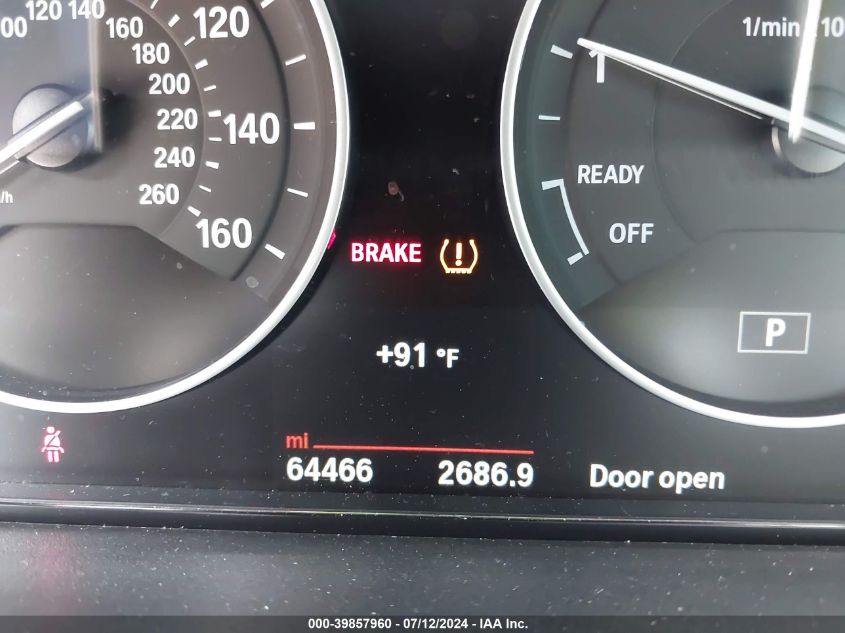 120 140 160 180 200 220 240 260
120 140 160
1/min
1
READY
OFF
BRAKE
P
+91 °F
mi
64466 2686.9 Door open
000-39857960 - 07/12/2024 - IAA Inc.